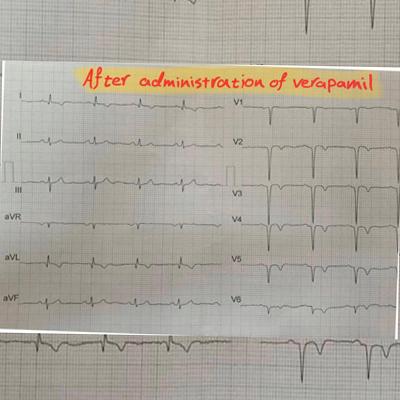 After administration of verapamil
I
V1
II
V2
III
V3
aVR
V4
aVL
V5
aVF
V6